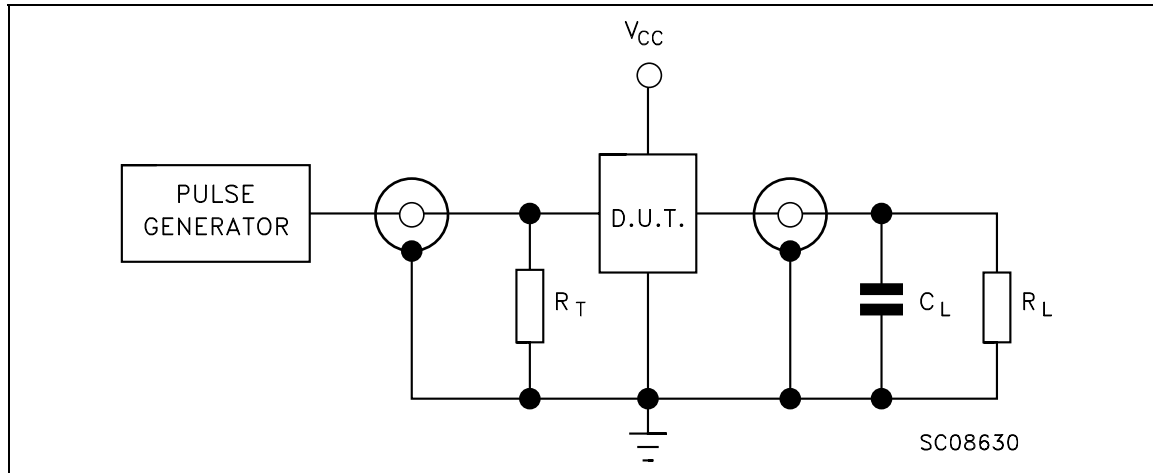 VCC
PULSE
GENERATOR
D.U.T.
RT
CL
RL
SC08630